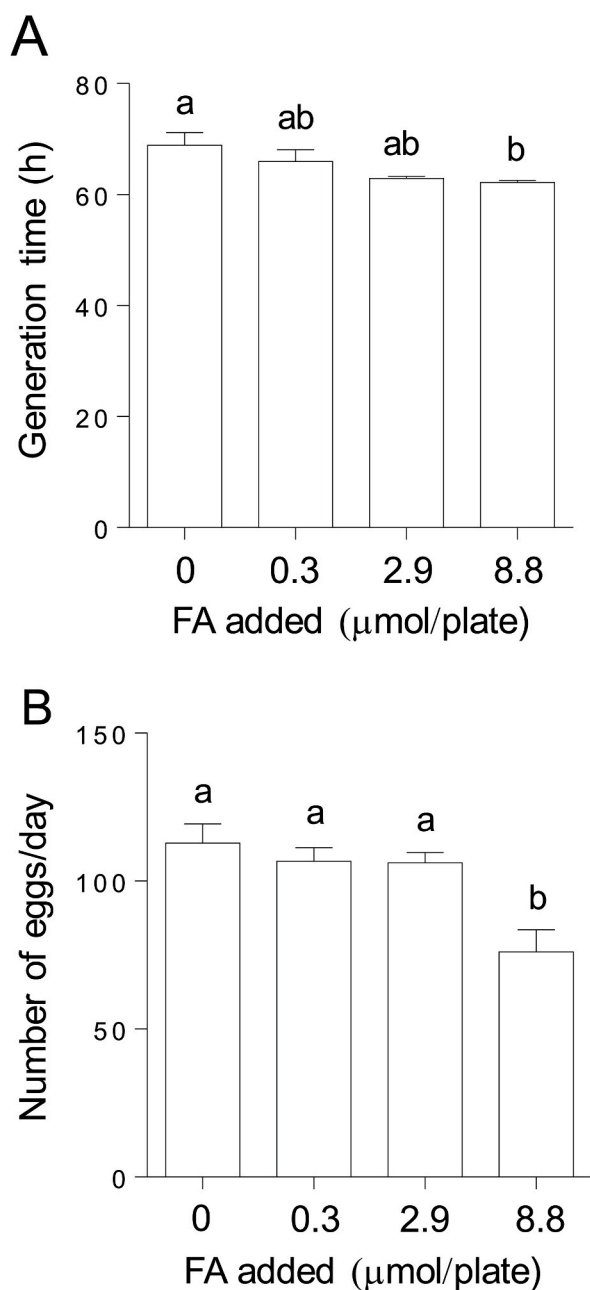 A
80
60
40
20
0
Generation time (h)
a
ab
ab
b
0 0.3 2.9 8.8
FA added (μmol/plate)
B
150
100
50
0
Number of eggs/day
a
a
a
b
0 0.3 2.9 8.8
FA added (μmol/plate)